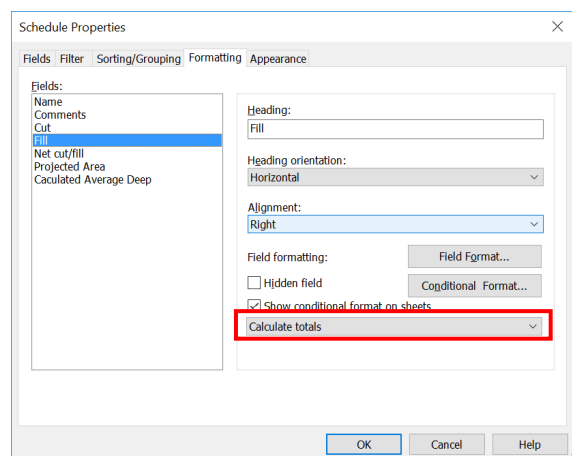 Schedule Properties
Fields Filter Sorting/Grouping Formatting Appearance
Fields:
Name
Comments
Cut
Fill
Net cut/fill
Projected Area
Caculated Average Deep
Heading:
Fill
Heading orientation:
Horizontal
Alignment:
Right
Field formatting:
Field Format...
Hidden field
Conditional Format...
Show conditional format on sheets
Calculate totals
OK Cancel Help